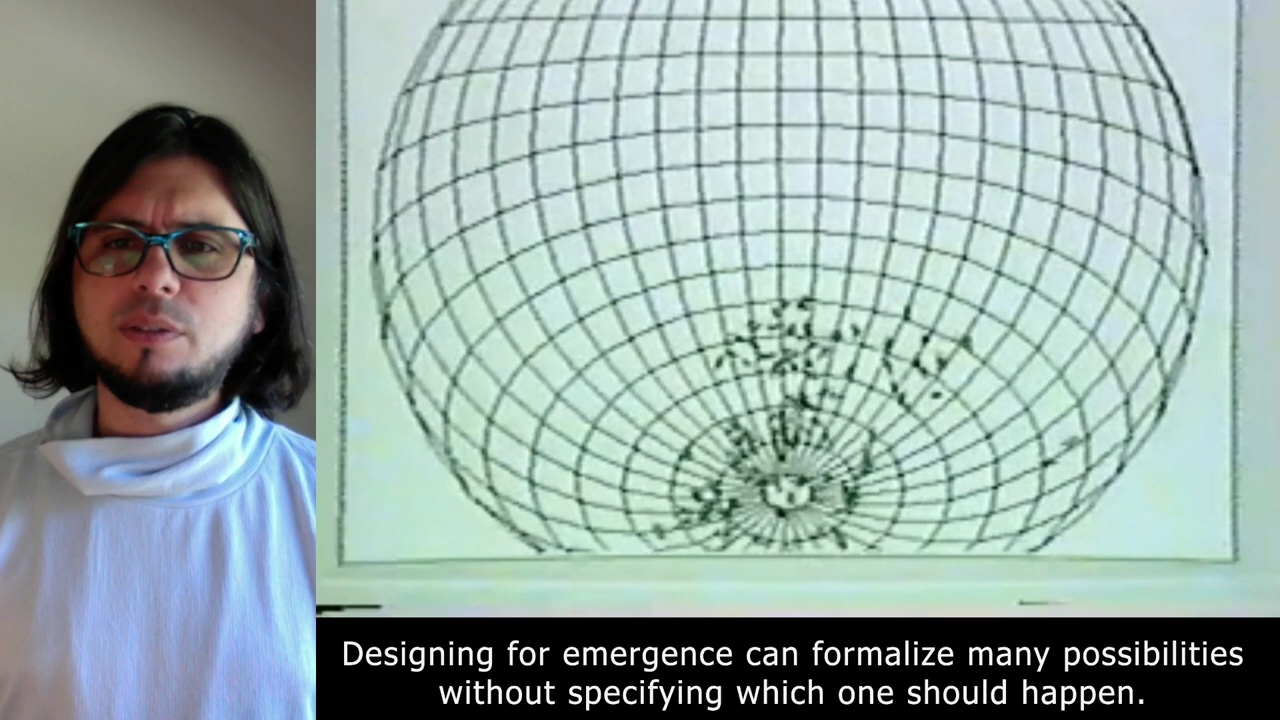 Designing for emergence can formalize many possibilities
without specifying which one should happen.